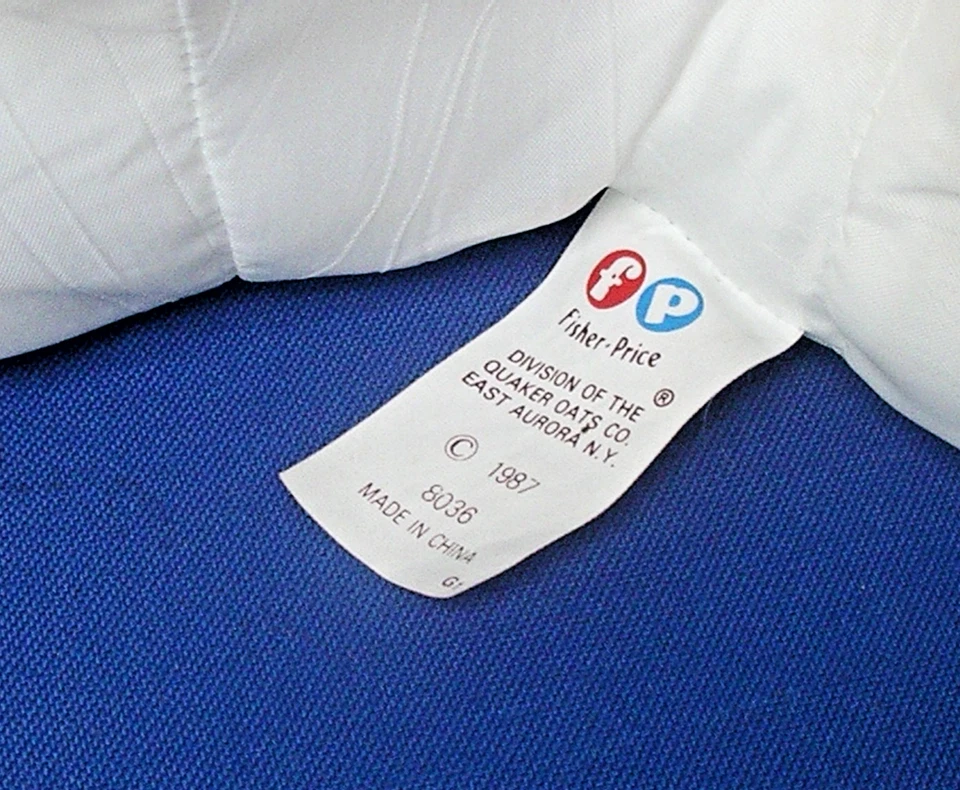 fp
Fisher-Price
®
DIVISION OF THE
QUAKER OATS CO.
EAST AURORA N.Y.
© 1987
8036
MADE IN CHINA